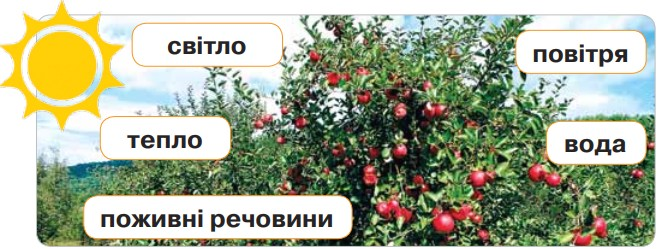 світло
повітря
тепло
вода
поживні речовини